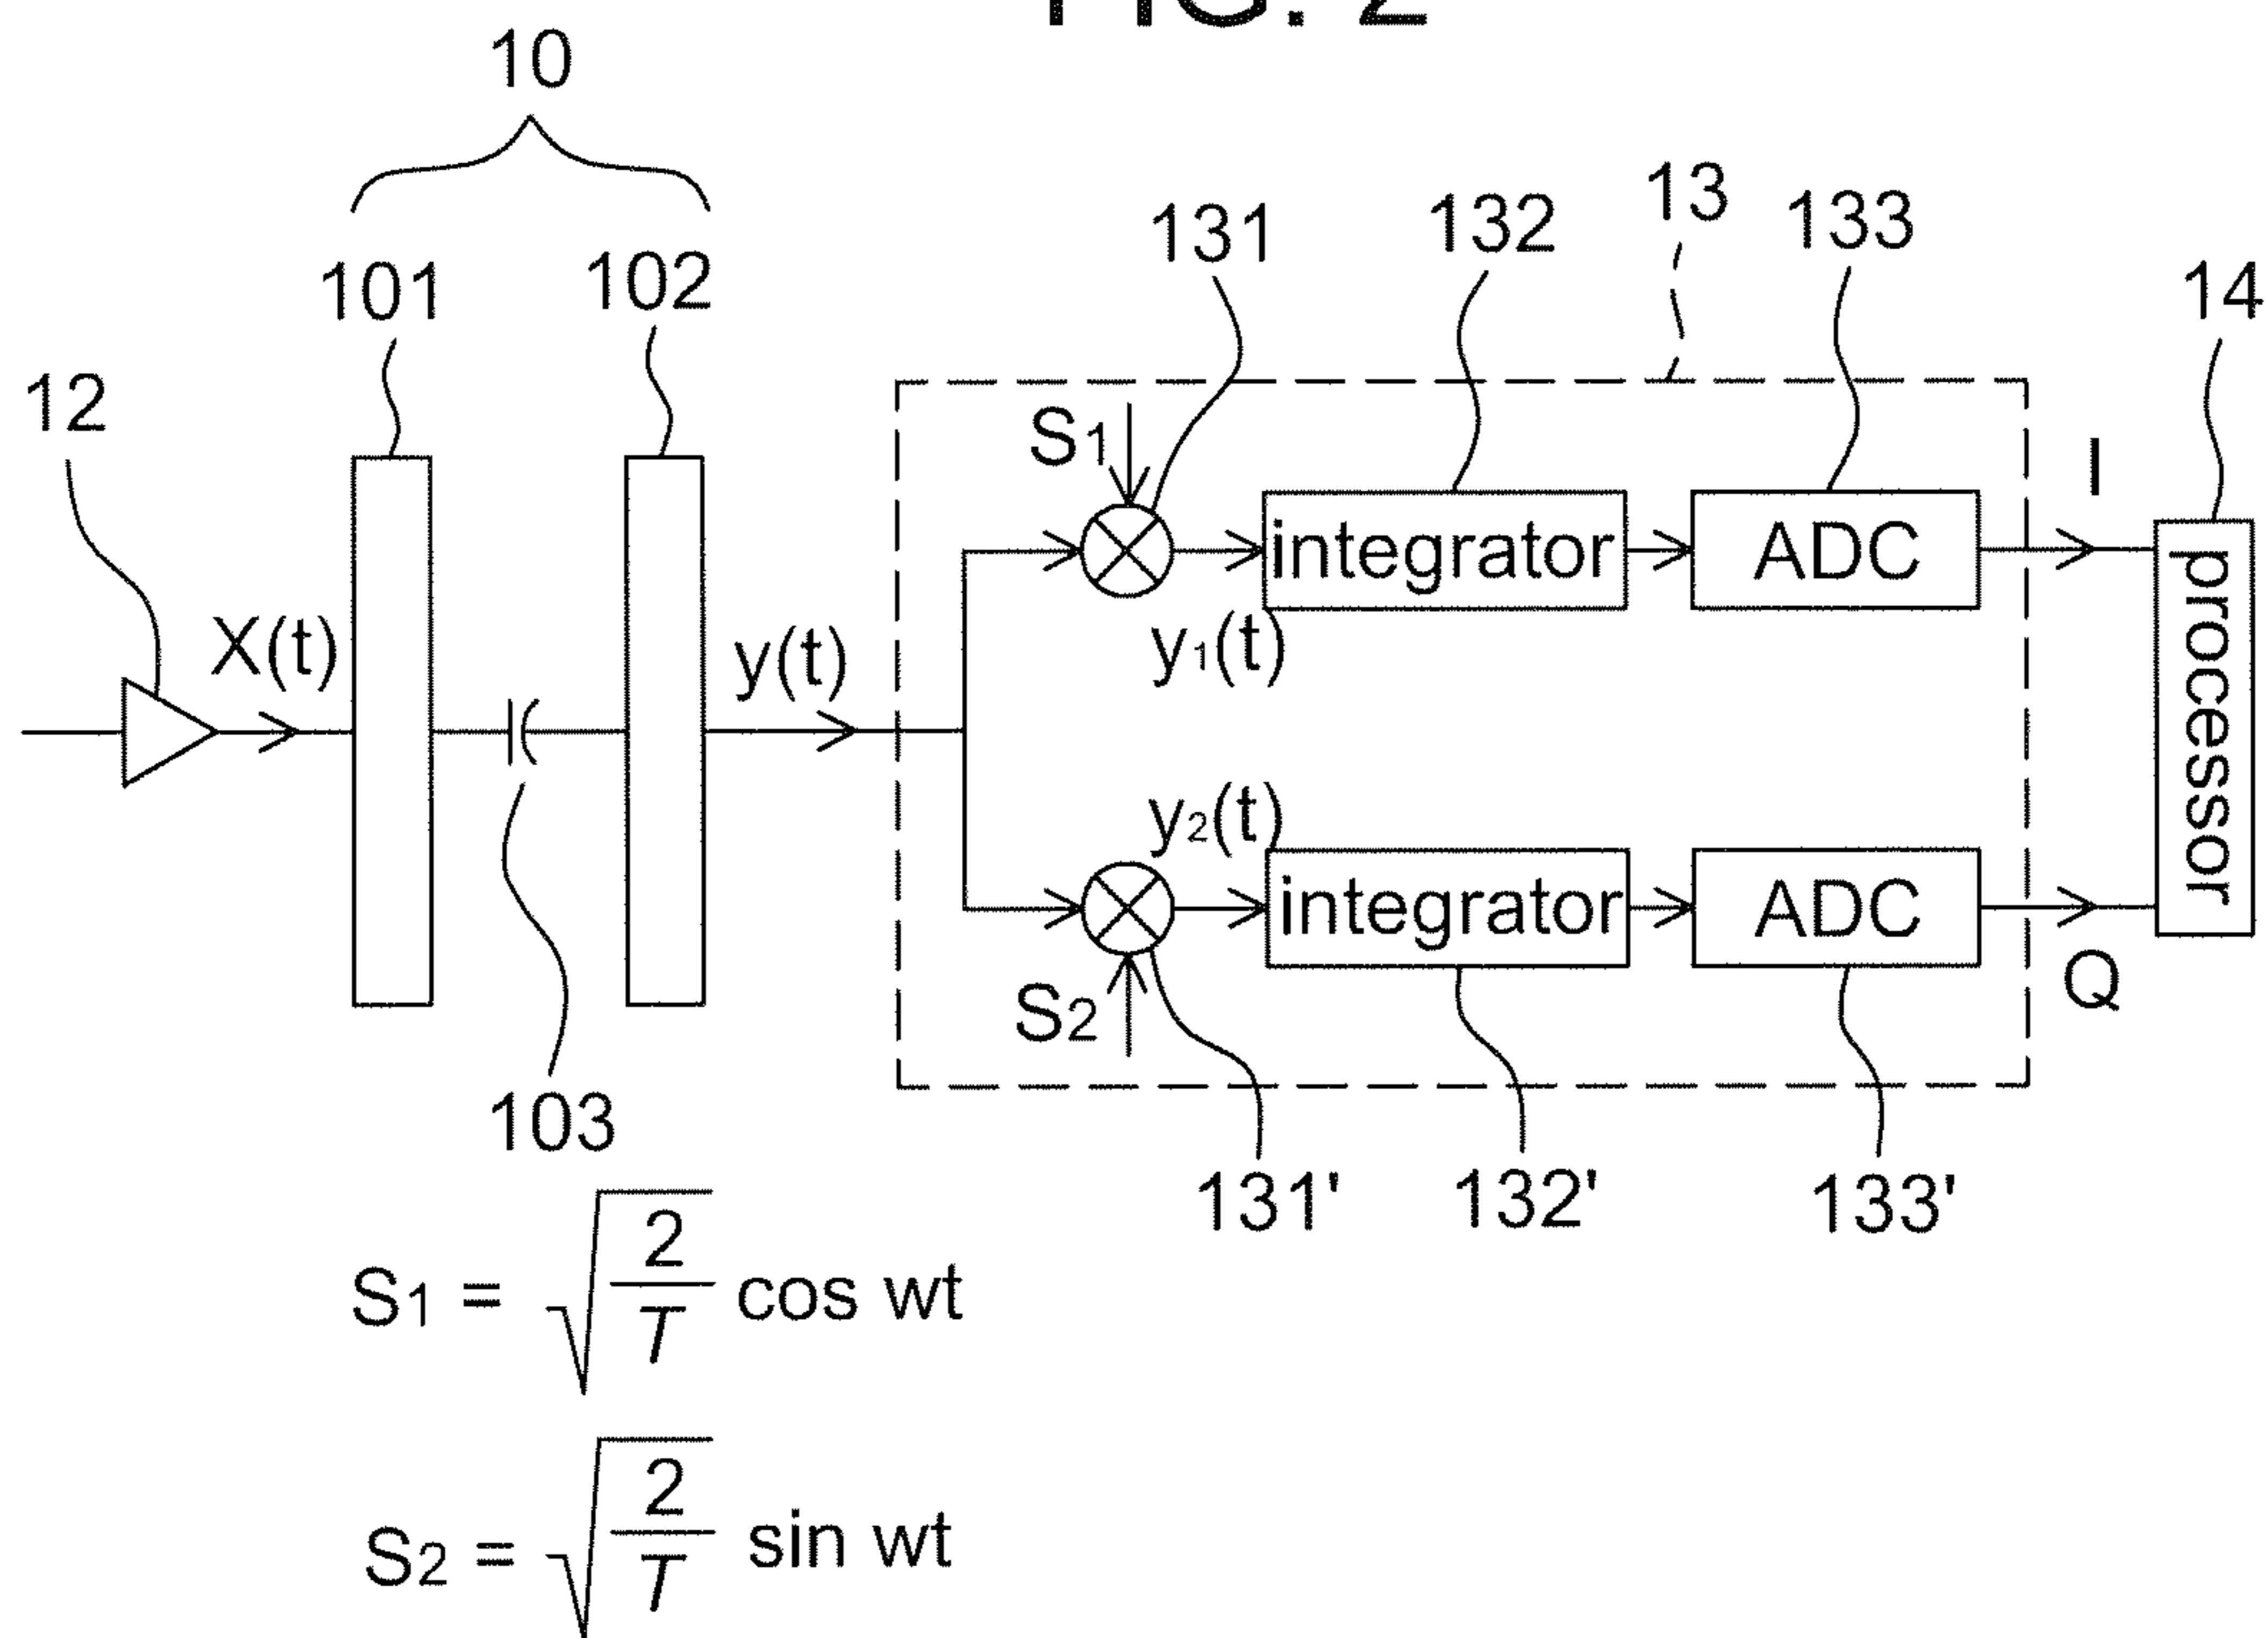 FIG. 2
10
101
102
12
X(t)
y(t)
103
13
131
132
133
14
S1
integrator
ADC
I
y1(t)
processor
y2(t)
integrator
ADC
Q
S2
131'
132'
133'
S1 = √2/T cos wt
S2 = √2/T sin wt